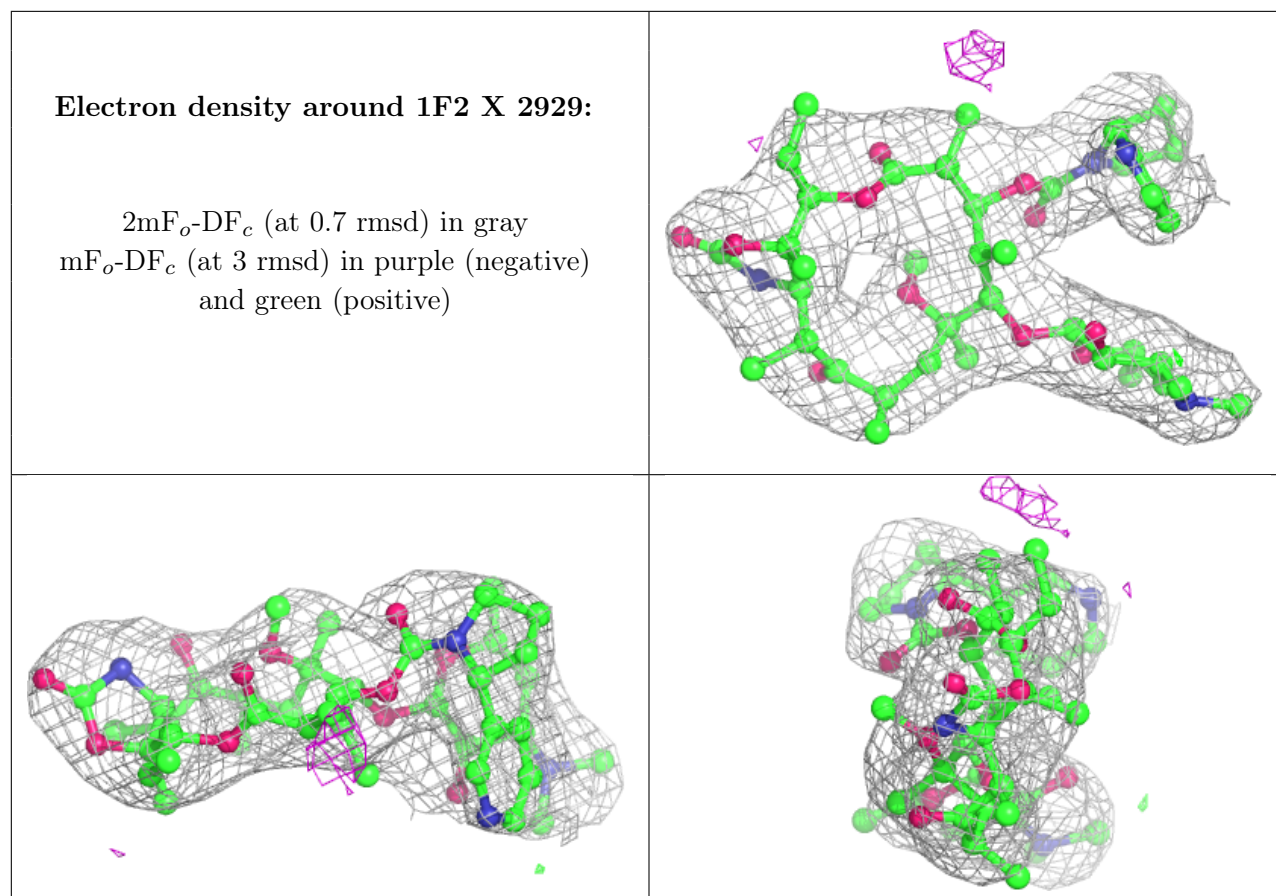 Electron density around 1F2 X 2929:
2mFo-DFc (at 0.7 rmsd) in gray
mFo-DFc (at 3 rmsd) in purple (negative)
and green (positive)